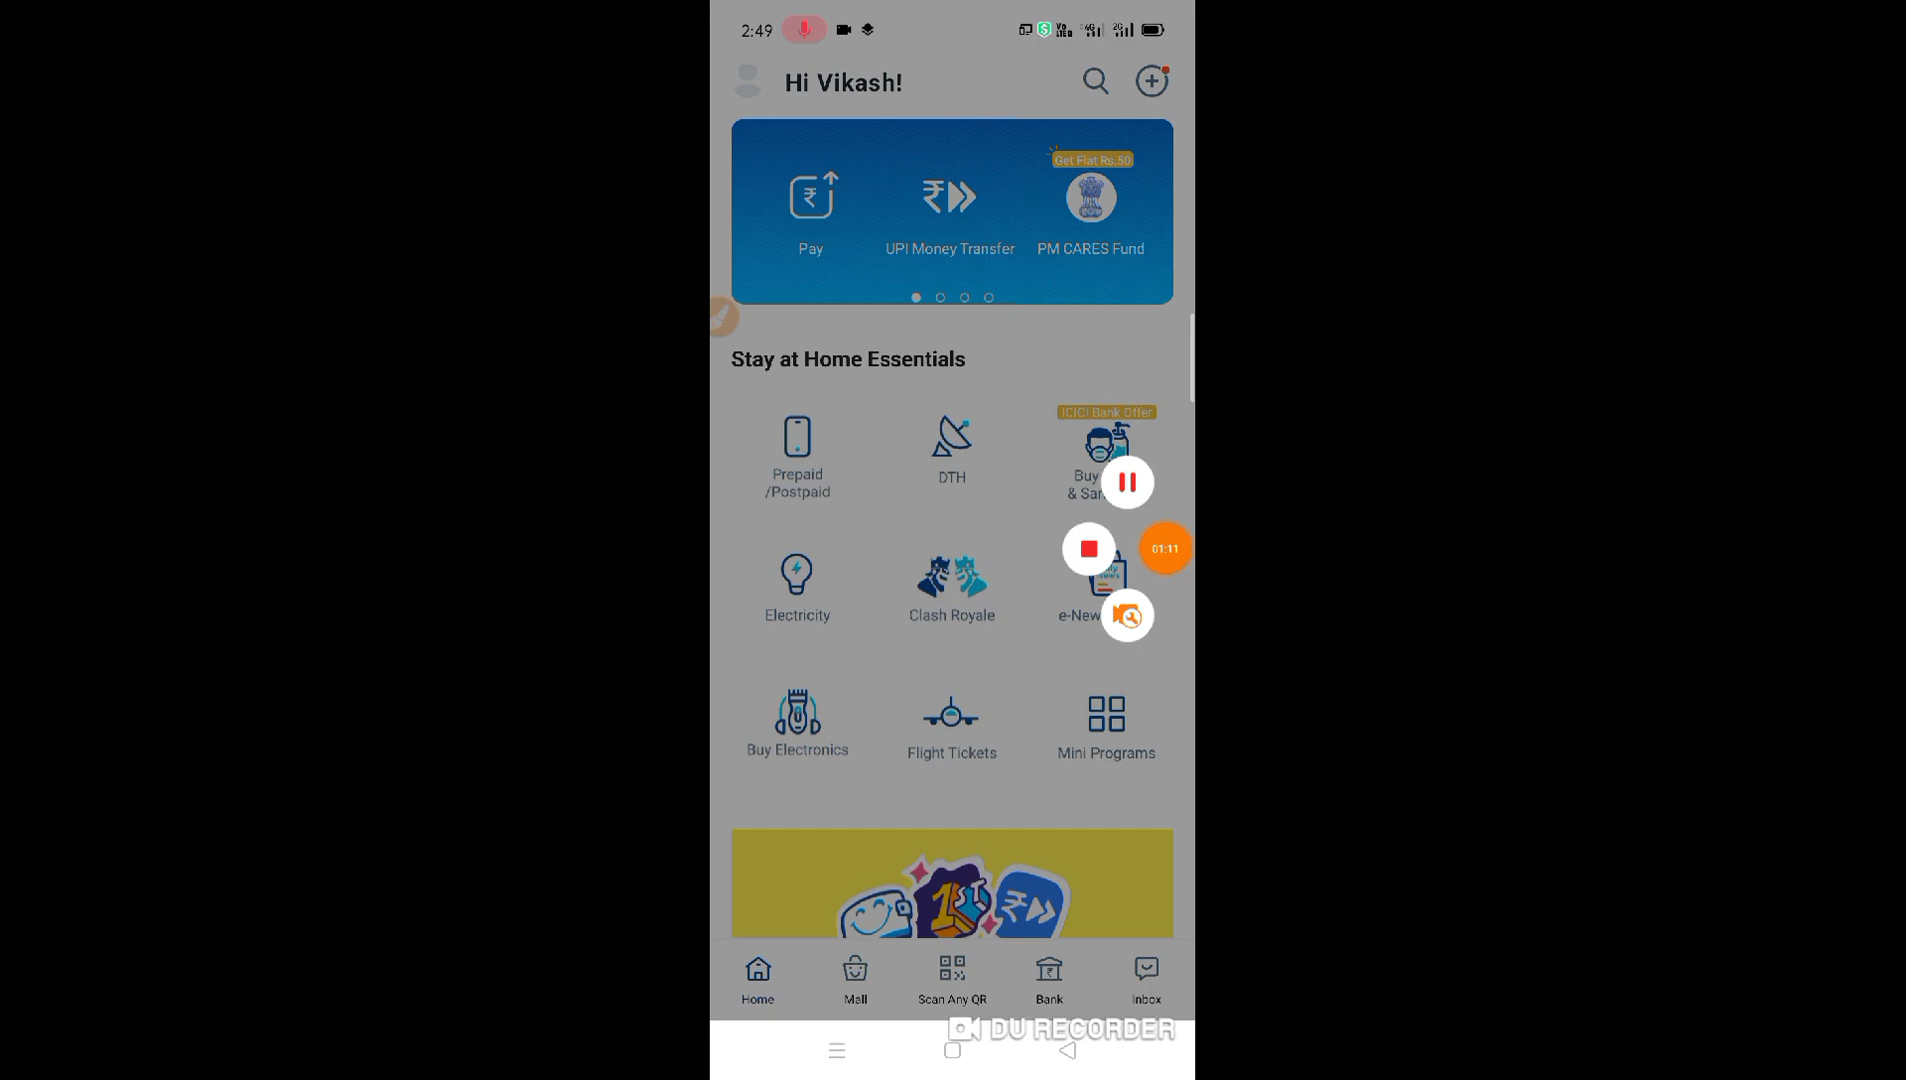 2:49
Hi Vikash!
Get Flat Rs.50
Pay
UPI Money Transfer
PM CARES Fund
Stay at Home Essentials
ICICI Bank Offer
Prepaid
/Postpaid
DTH
Buy
& San
Electricity
Clash Royale
e-New
01:11
Buy Electronics
Flight Tickets
Mini Programs
1ST
Home
Mall
Scan Any QR
Bank
Inbox
DU RECORDER